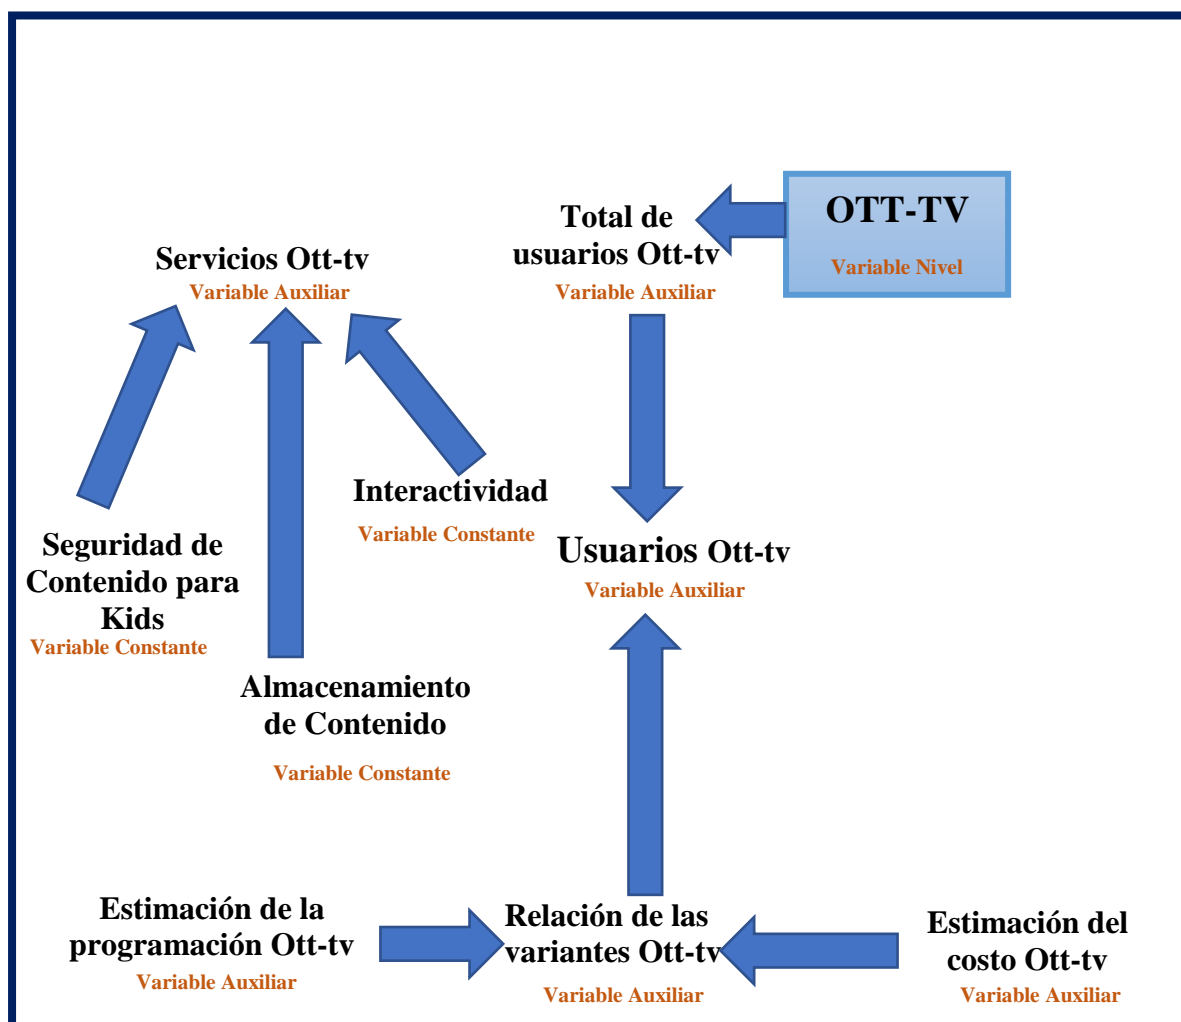 OTT-TV
Variable Nivel
Total de
usuarios Ott-tv
Variable Auxiliar
Servicios Ott-tv
Variable Auxiliar
Interactividad
Variable Constante
Seguridad de
Contenido para
Kids
Variable Constante
Usuarios Ott-tv
Variable Auxiliar
Almacenamiento
de Contenido
Variable Constante
Estimación de la
programación Ott-tv
Variable Auxiliar
Relación de las
variantes Ott-tv
Variable Auxiliar
Estimación del
costo Ott-tv
Variable Auxiliar